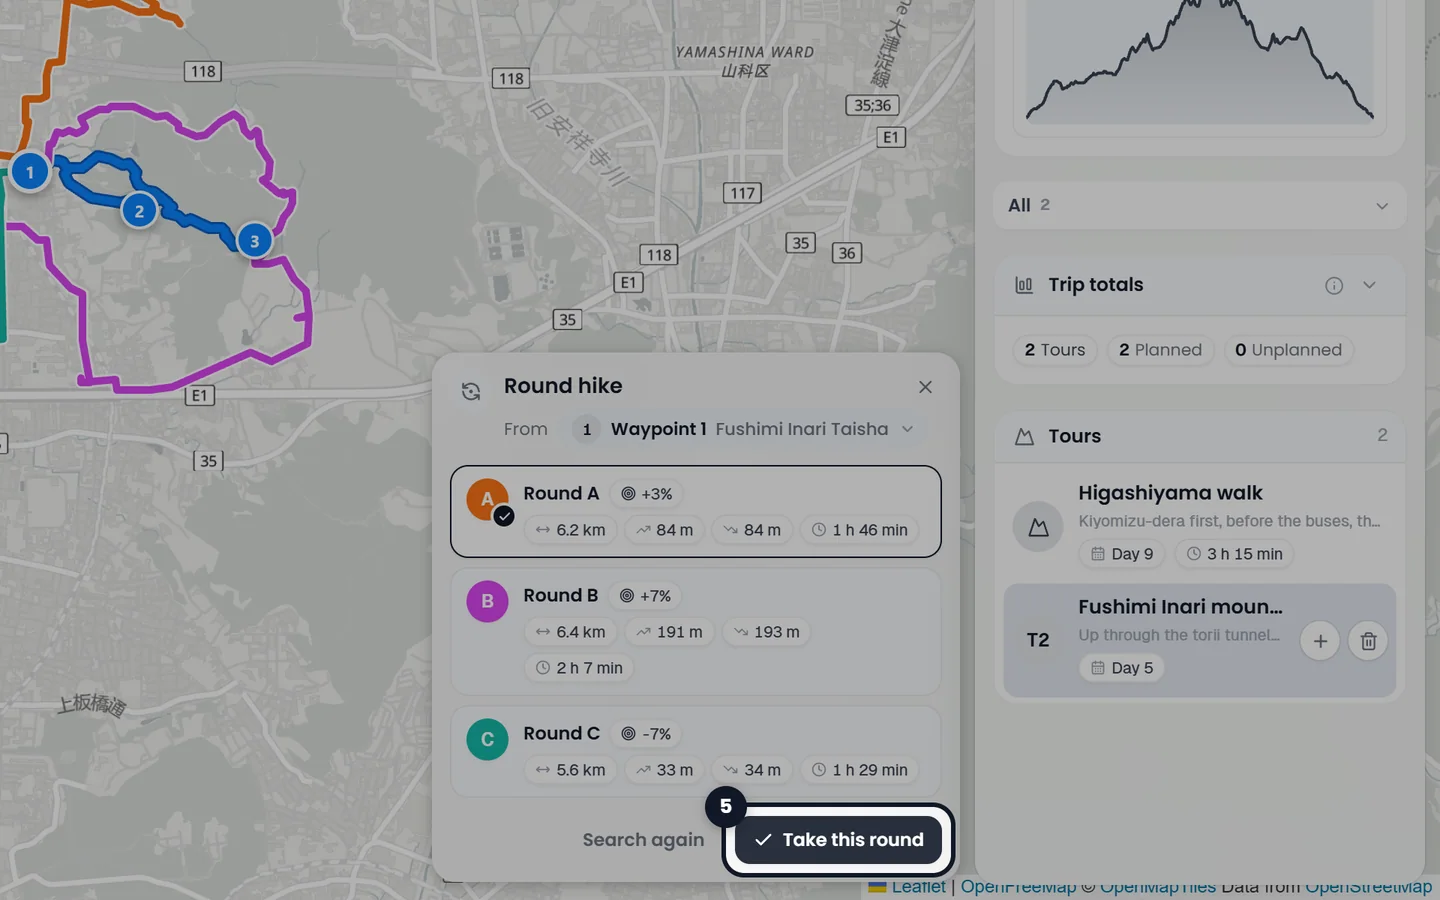 YAMASHINA WARD
山科区
118
118
35;36
E1
旧安祥寺川
117
118
35
36
E1
35
E1
35
上板橋通
1
2
3
Round hike
From 1 Waypoint 1 Fushimi Inari Taisha
A Round A +3%
6.2 km 84 m 84 m 1 h 46 min
B Round B +7%
6.4 km 191 m 193 m
2 h 7 min
C Round C -7%
5.6 km 33 m 34 m 1 h 29 min
5
Search again Take this round
All 2
Trip totals
2 Tours 2 Planned 0 Unplanned
Tours 2
Higashiyama walk
Kiyomizu-dera first, before the buses, th...
Day 9 3 h 15 min
T2 Fushimi Inari moun...
Up through the torii tunnel...
Day 5
Leaflet | OpenFreeMap © OpenMapTiles Data from OpenStreetMap